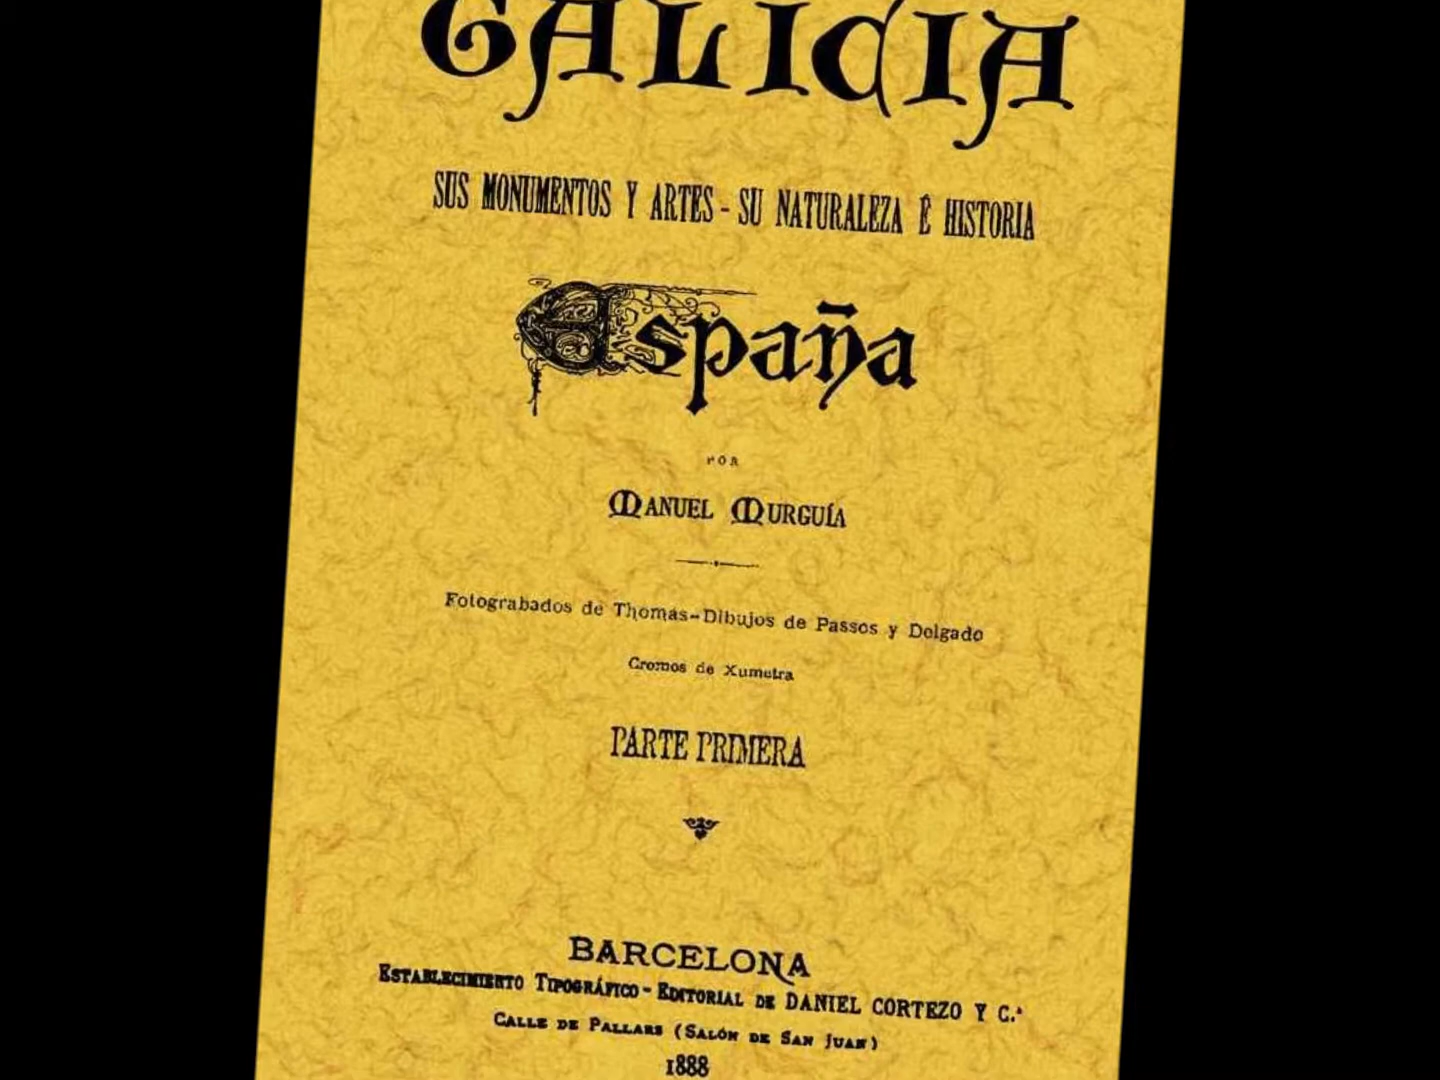 GALICIA
SUS MONUMENTOS Y ARTES - SU NATURALEZA É HISTORIA
España
POR
MANUEL MURGUÍA
Fotograbados de Thomas-Dibujos de Passos y Delgado
Cromos de Xumetra
PARTE PRIMERA
BARCELONA
ESTABLECIMIENTO TIPOGRÁFICO - EDITORIAL DE DANIEL CORTEZO Y C.ª
CALLE DE PALLARS (SALÓN DE SAN JUAN)
1888